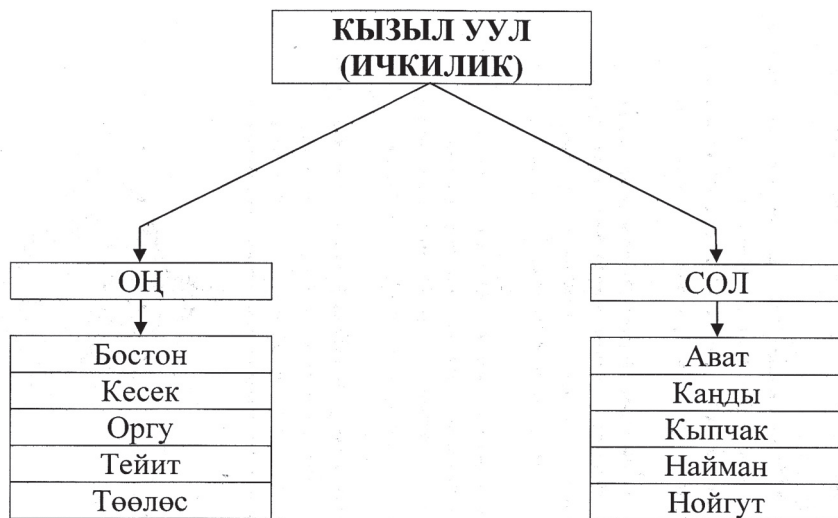 КЫЗЫЛ УУЛ
(ИЧКИЛИК)
ОҢ
СОЛ
Бостон
Кесек
Оргу
Тейит
Төөлөс
Ават
Каңды
Кыпчак
Найман
Нойгут